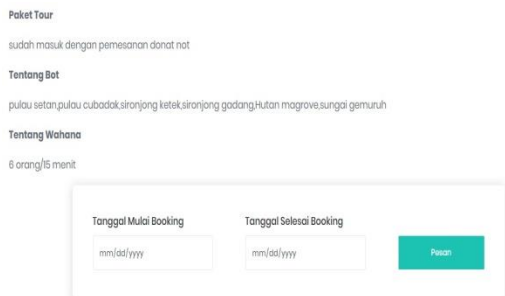 Paket Tour
sudah masuk dengan pemesanan donat not
Tentang Bot
pulau setan,pulau cubadak,sironjong ketek,sironjong gadang,Hutan magrove,sungai gemuruh
Tentang Wahana
6 orang/15 menit
Tanggal Mulai Booking Tanggal Selesai Booking
mm/dd/yyyy mm/dd/yyyy Pesan